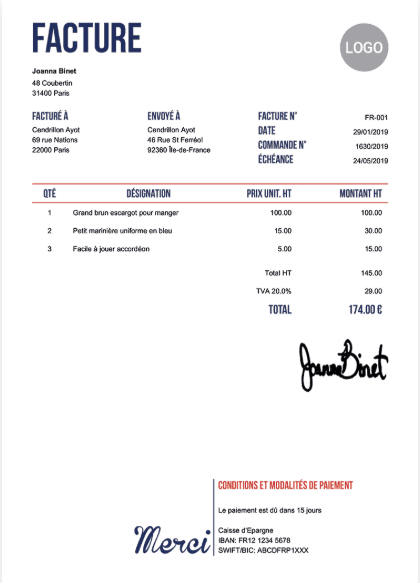 FACTURE
LOGO
Joanna Binet
48 Coubertin
31400 Paris
FACTURÉ À
Cendrillon Ayot
69 rue Nations
22000 Paris
ENVOYÉ À
Cendrillon Ayot
46 Rue St Ferréol
92360 Île-de-France
FACTURE N° FR-001
DATE 29/01/2019
COMMANDE N° 1630/2019
ÉCHÉANCE 24/05/2019
QTÉ DÉSIGNATION PRIX UNIT. HT MONTANT HT
1 Grand brun escargot pour manger 100.00 100.00
2 Petit marinière uniforme en bleu 15.00 30.00
3 Facile à jouer accordéon 5.00 15.00
Total HT 145.00
TVA 20.0% 29.00
TOTAL 174.00 €
Joanna Binet
CONDITIONS ET MODALITÉS DE PAIEMENT
Le paiement est dû dans 15 jours
Merci
Caisse d'Epargne
IBAN: FR12 1234 5678
SWIFT/BIC: ABCDFRP1XXX